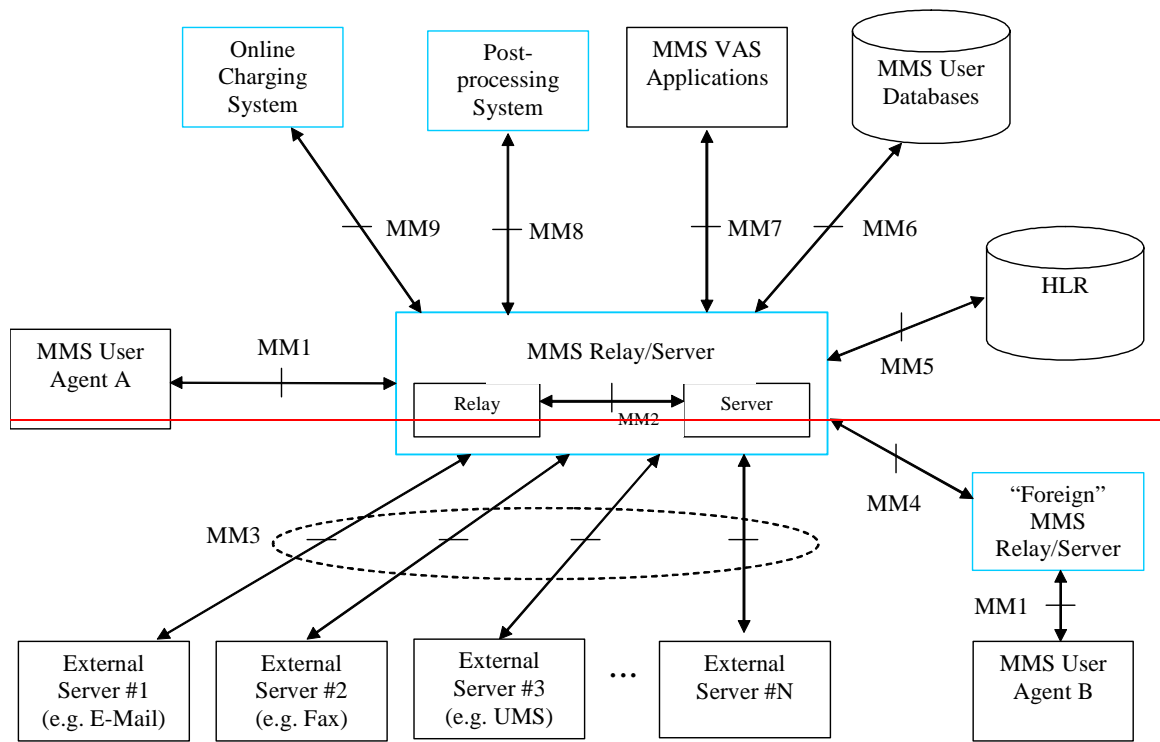 Online
Charging
System
Post-
processing
System
MMS VAS
Applications
MMS User
Databases
MM9
MM8
MM7
MM6
HLR
MMS User
Agent A
MM1
MMS Relay/Server
MM5
Relay
MM2
Server
MM4
“Foreign”
MMS
Relay/Server
MM3
MM1
External
Server #1
(e.g. E-Mail)
External
Server #2
(e.g. Fax)
External
Server #3
(e.g. UMS)
...
External
Server #N
MMS User
Agent B